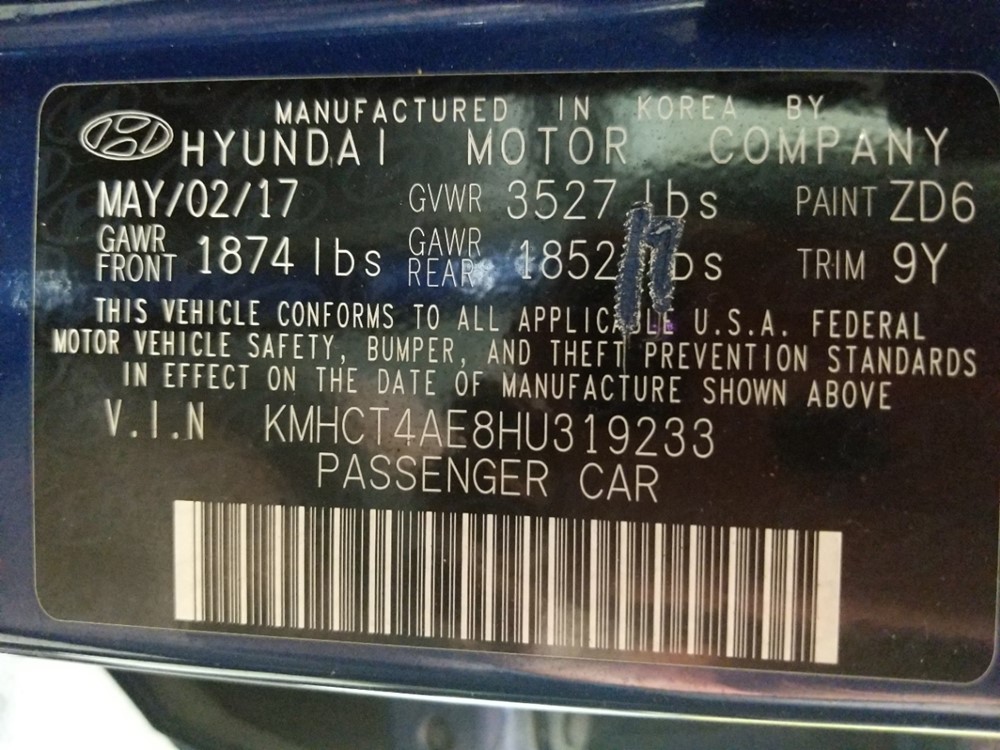 MANUFACTURED IN KOREA BY
HYUNDAI MOTOR COMPANY
MAY/02/17 GVWR 3527 lbs PAINT ZD6
GAWR FRONT 1874 lbs GAWR REAR 1852 lbs TRIM 9Y
THIS VEHICLE CONFORMS TO ALL APPLICABLE U.S.A. FEDERAL
MOTOR VEHICLE SAFETY, BUMPER, AND THEFT PREVENTION STANDARDS
IN EFFECT ON THE DATE OF MANUFACTURE SHOWN ABOVE
V.I.N KMHCT4AE8HU319233
PASSENGER CAR